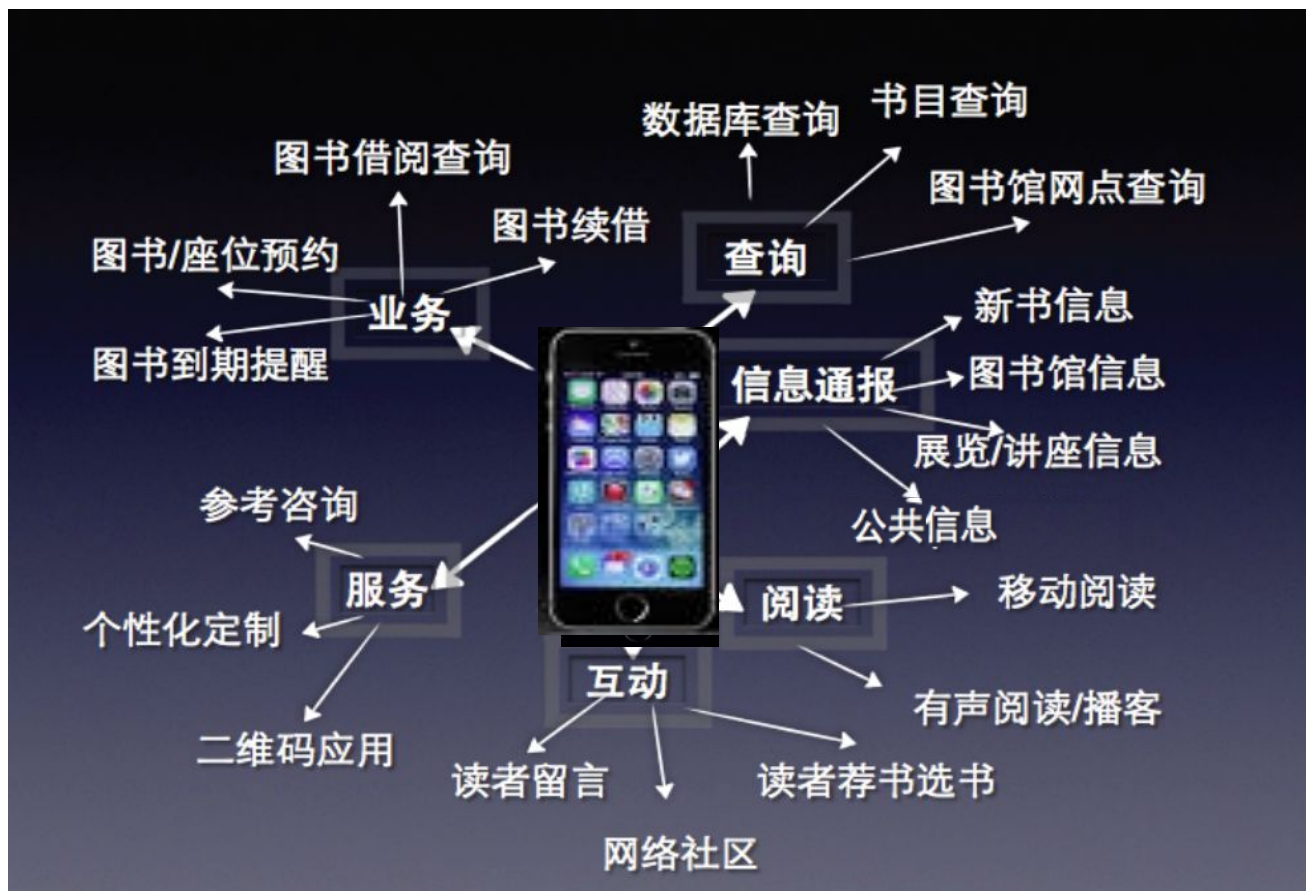 数据库查询
书目查询
图书借阅查询
图书馆网点查询
图书续借
图书/座位预约
查询
业务
新书信息
图书到期提醒
信息通报
图书馆信息
展览/讲座信息
参考咨询
公共信息
服务
阅读
移动阅读
个性化定制
互动
有声阅读/播客
二维码应用
读者留言
读者荐书选书
网络社区